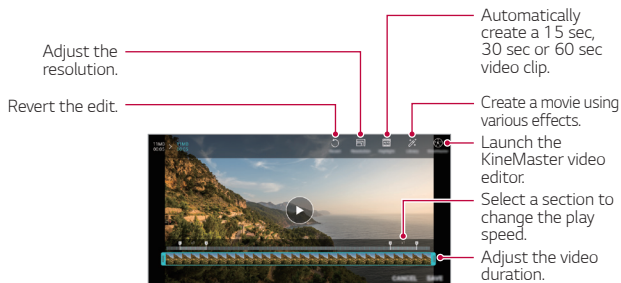 Automatically
create a 15 sec,
30 sec or 60 sec
video clip.
Adjust the
resolution.
Revert the edit.
Create a movie using
various effects.
Launch the
KineMaster video
editor.
Select a section to
change the play
speed.
Adjust the video
duration.
CANCEL SAVE